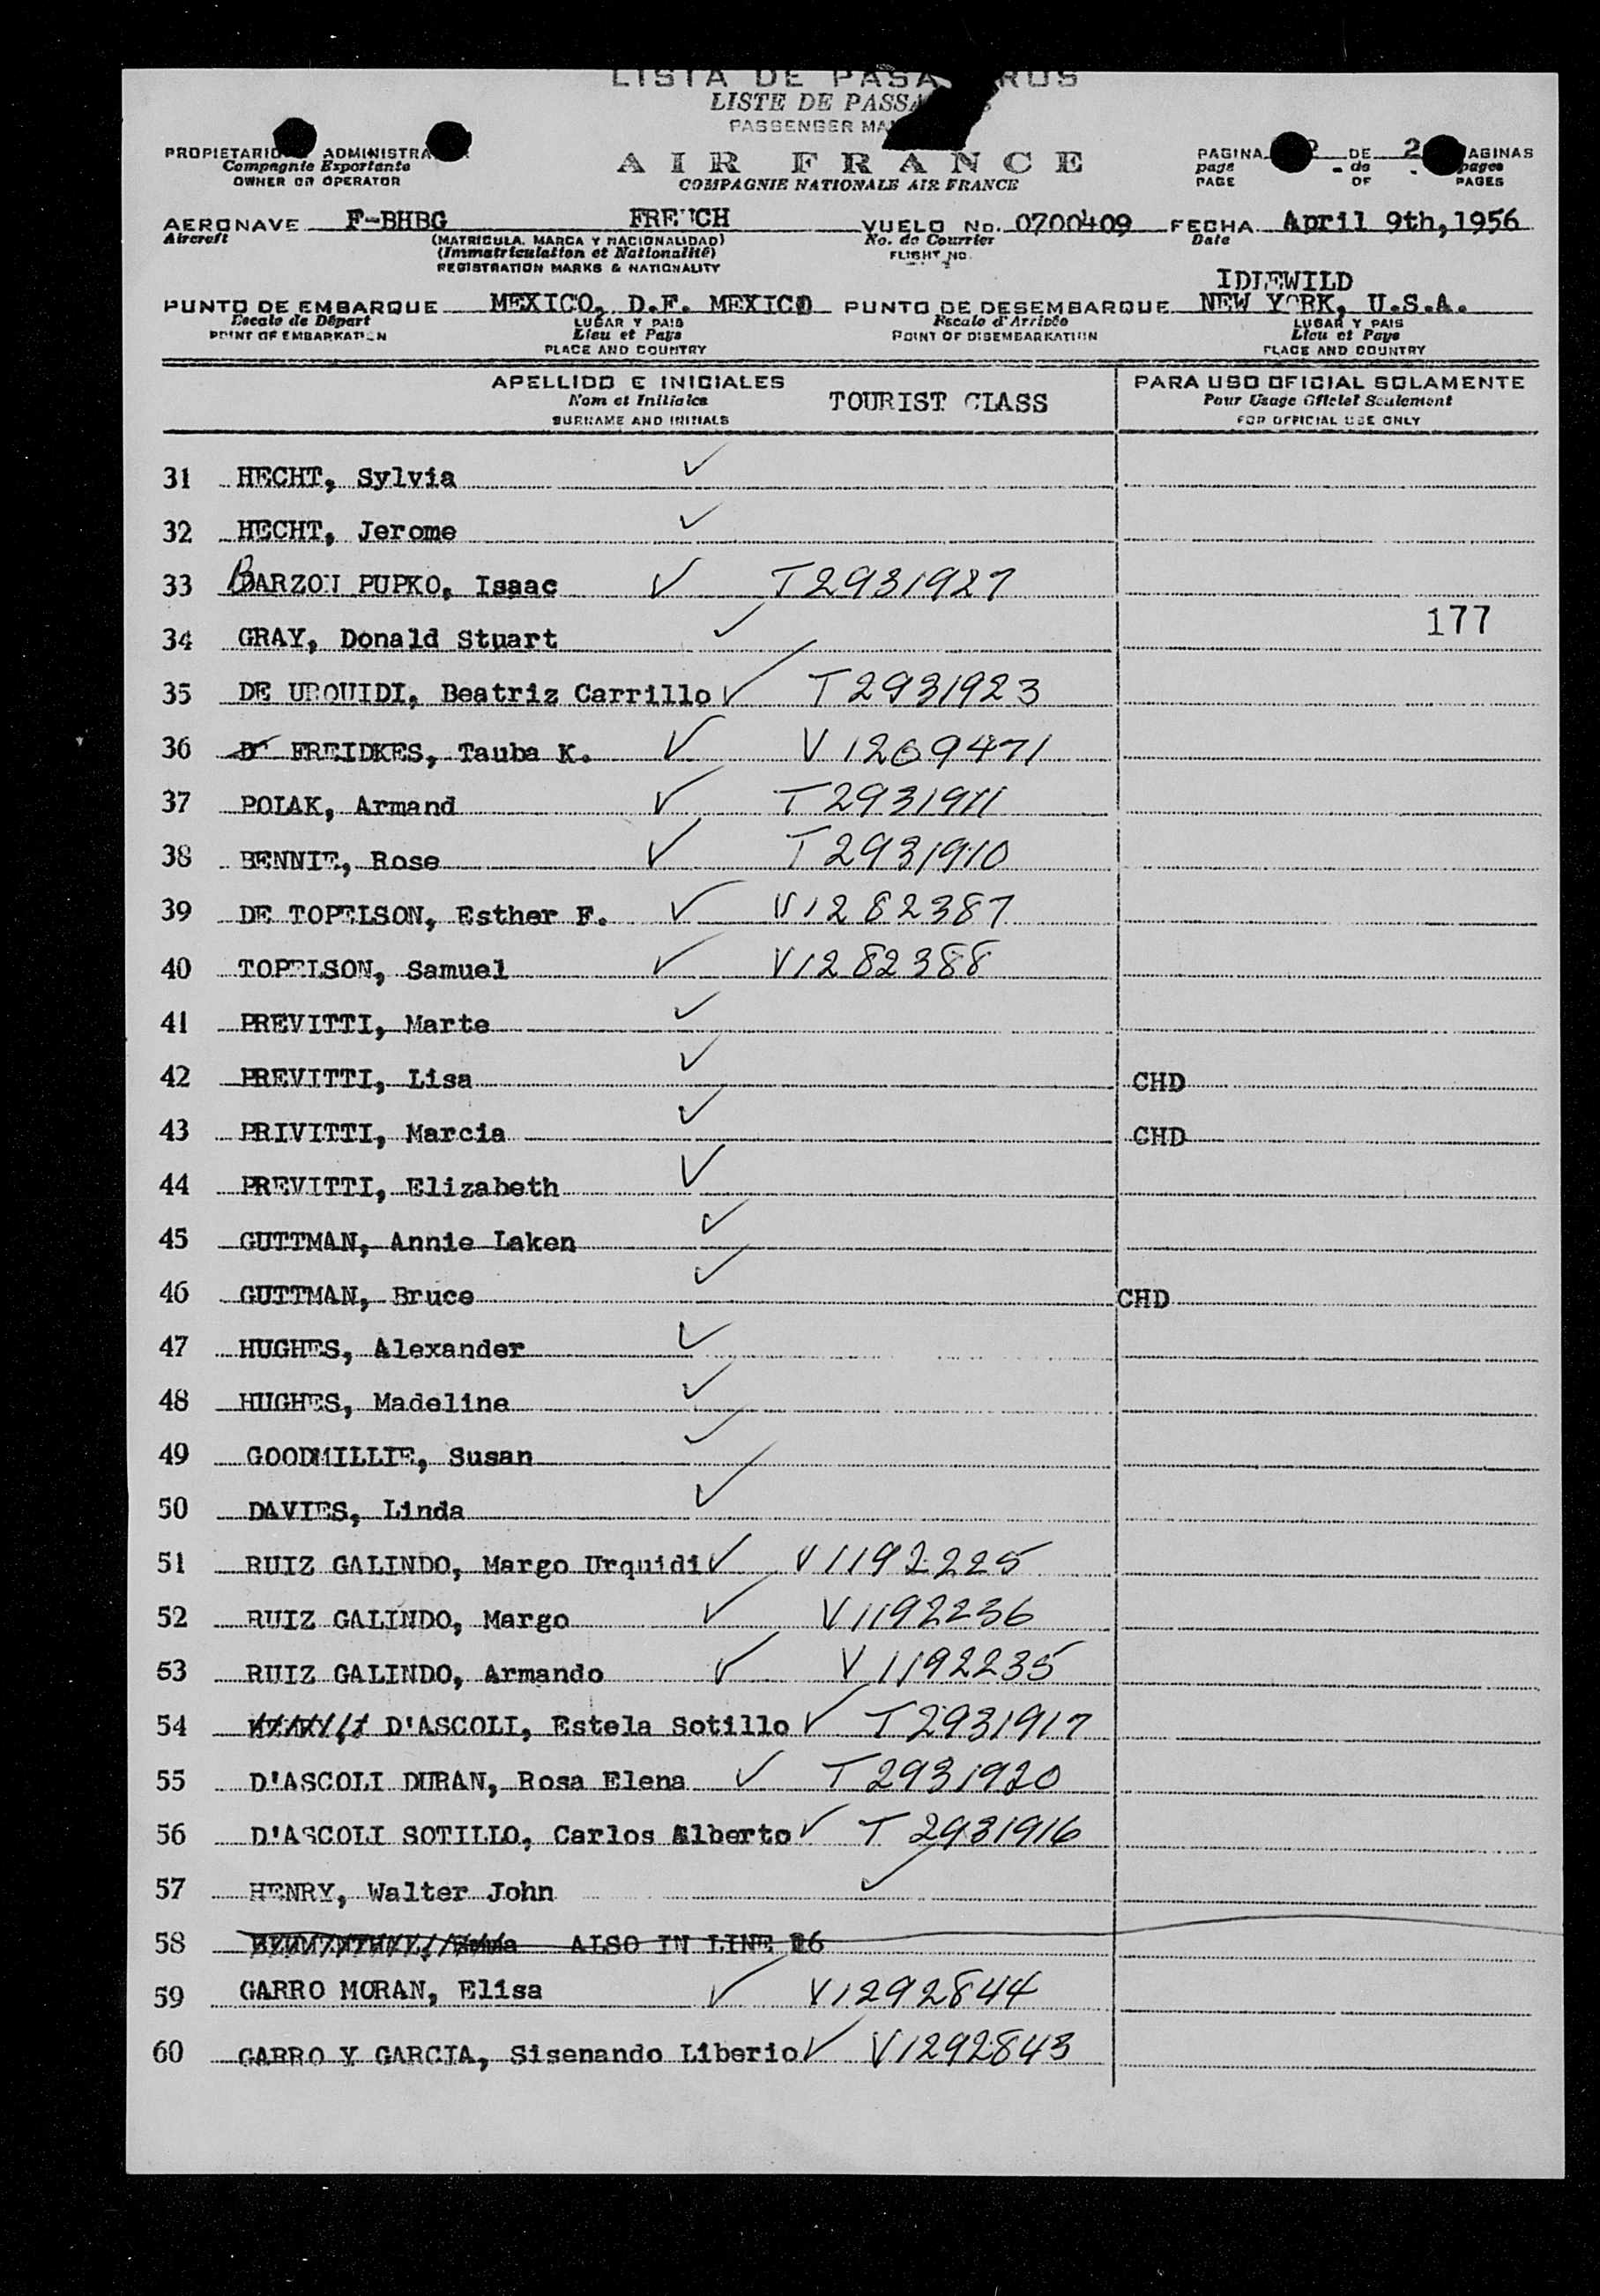 LISTA DE PASA RUS
LISTE DE PASSA S
PASSENGER MA
PROPIETARIO ADMINISTRA
Compagnie Exportante
OWNER OR OPERATOR
AIR FRANCE
COMPAGNIE NATIONALE AIR FRANCE
PAGINA 2 DE 2 AGINAS
page de pages
PAGE OF PAGES
AERONAVE F-BHBG FRENCH VUELO No. 0700409 FECHA April 9th, 1956
Aircraft (MATRICULA, MARCA Y NACIONALIDAD) No. de Courrier Date
(Immatriculation et Nationalité) FLIGHT NO.
REGISTRATION MARKS & NATIONALITY
IDLEWILD
PUNTO DE EMBARQUE MEXICO, D.F. MEXICO PUNTO DE DESEMBARQUE NEW YORK, U.S.A.
Escale de Départ LUGAR Y PAIS Escale d'Arrivée LUGAR Y PAIS
POINT OF EMBARKATION Lieu et Pays POINT OF DISEMBARKATION Lieu et Pays
PLACE AND COUNTRY PLACE AND COUNTRY
APELLIDO E INICIALES PARA USO OFICIAL SOLAMENTE
Nom et Initiales TOURIST CLASS Pour Usage Officiel Seulement
SURNAME AND INITIALS FOR OFFICIAL USE ONLY
31 HECHT, Sylvia ✓
32 HECHT, Jerome ✓
33 BARZON PUPKO, Isaac ✓ T2931927
177
34 GRAY, Donald Stuart ✓
35 DE URQUIDI, Beatriz Carrillo ✓ T2931923
36 DE FREIDKES, Tauba K. ✓ V1269471
37 POLAK, Armand ✓ T2931911
38 BENNIE, Rose ✓ T2931910
39 DE TOPELSON, Esther F. ✓ V1282387
40 TOPELSON, Samuel ✓ V1282388
41 PREVITTI, Marte ✓
42 PREVITTI, Lisa ✓ CHD
43 PRIVITTI, Marcia ✓ CHD
44 PREVITTI, Elizabeth ✓
45 GUTTMAN, Annie Laken ✓
46 GUTTMAN, Bruce ✓ CHD
47 HUGHES, Alexander ✓
48 HUGHES, Madeline ✓
49 GOODMILLIE, Susan ✓
50 DAVIES, Linda ✓
51 RUIZ GALINDO, Margo Urquidi ✓ V1192225
52 RUIZ GALINDO, Margo ✓ V1192236
53 RUIZ GALINDO, Armando ✓ V1192235
54 D'ASCOLI, Estela Sotillo ✓ T2931917
55 D'ASCOLI DURAN, Rosa Elena ✓ T2931920
56 D'ASCOLI SOTILLO, Carlos Alberto ✓ T2931916
57 HENRY, Walter John ✓
58 ALSO IN LINE 26
59 GARRO MORAN, Elisa ✓ V1292844
60 GARRO Y GARCIA, Sisenando Liberio ✓ V1292843